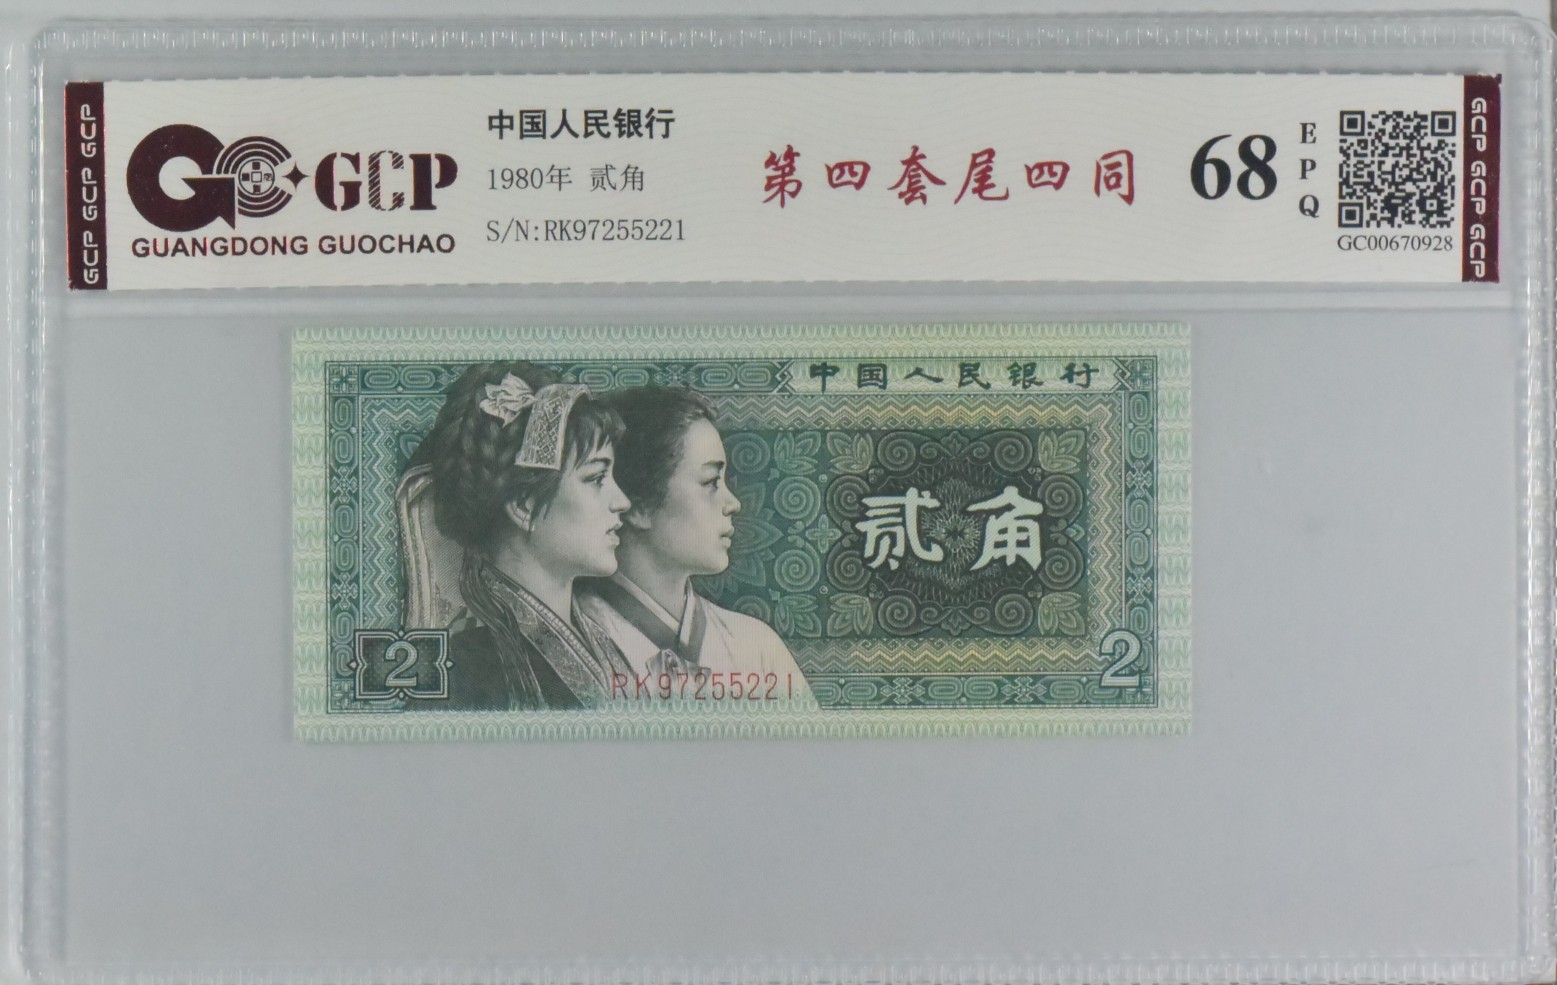 GCP GCP GCP
GCP
GUANGDONG GUOCHAO
中国人民银行
1980年 贰角
S/N:RK97255221
第四套尾四同
68
EPQ
GC00670928
GCP GCP GCP
中国人民银行
贰角
2
RK97255221
2